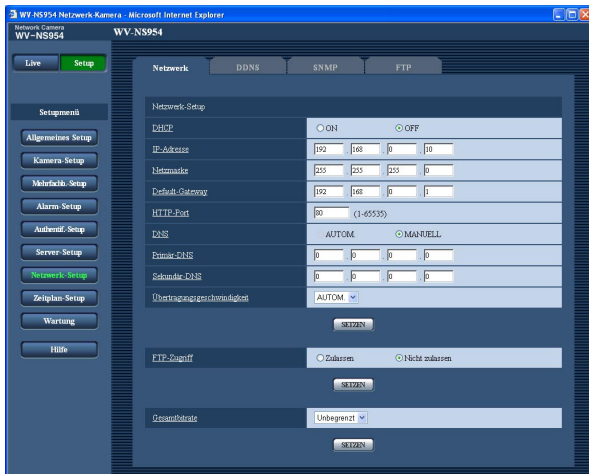 WV-NS954 Netzwerk-Kamera - Microsoft Internet Explorer
Network Camera
WV-NS954
WV-NS954
Live Setup
Netzwerk DDNS SNMP FTP
Setupmenü
Allgemeines Setup
Kamera-Setup
Mehrfachb.-Setup
Alarm-Setup
Authentif.-Setup
Server-Setup
Netzwerk-Setup
Zeitplan-Setup
Wartung
Hilfe
Netzwerk-Setup
DHCP ON OFF
IP-Adresse 192 . 168 . 0 . 10
Netzmaske 255 . 255 . 255 . 0
Default-Gateway 192 . 168 . 0 . 1
HTTP-Port 80 (1-65535)
DNS AUTOM. MANUELL
Primär-DNS 0 . 0 . 0 . 0
Sekundär-DNS 0 . 0 . 0 . 0
Übertragungsgeschwindigkeit AUTOM.
SETZEN
FTP-Zugriff Zulassen Nicht zulassen
SETZEN
Gesamtbitrate Unbegrenzt
SETZEN